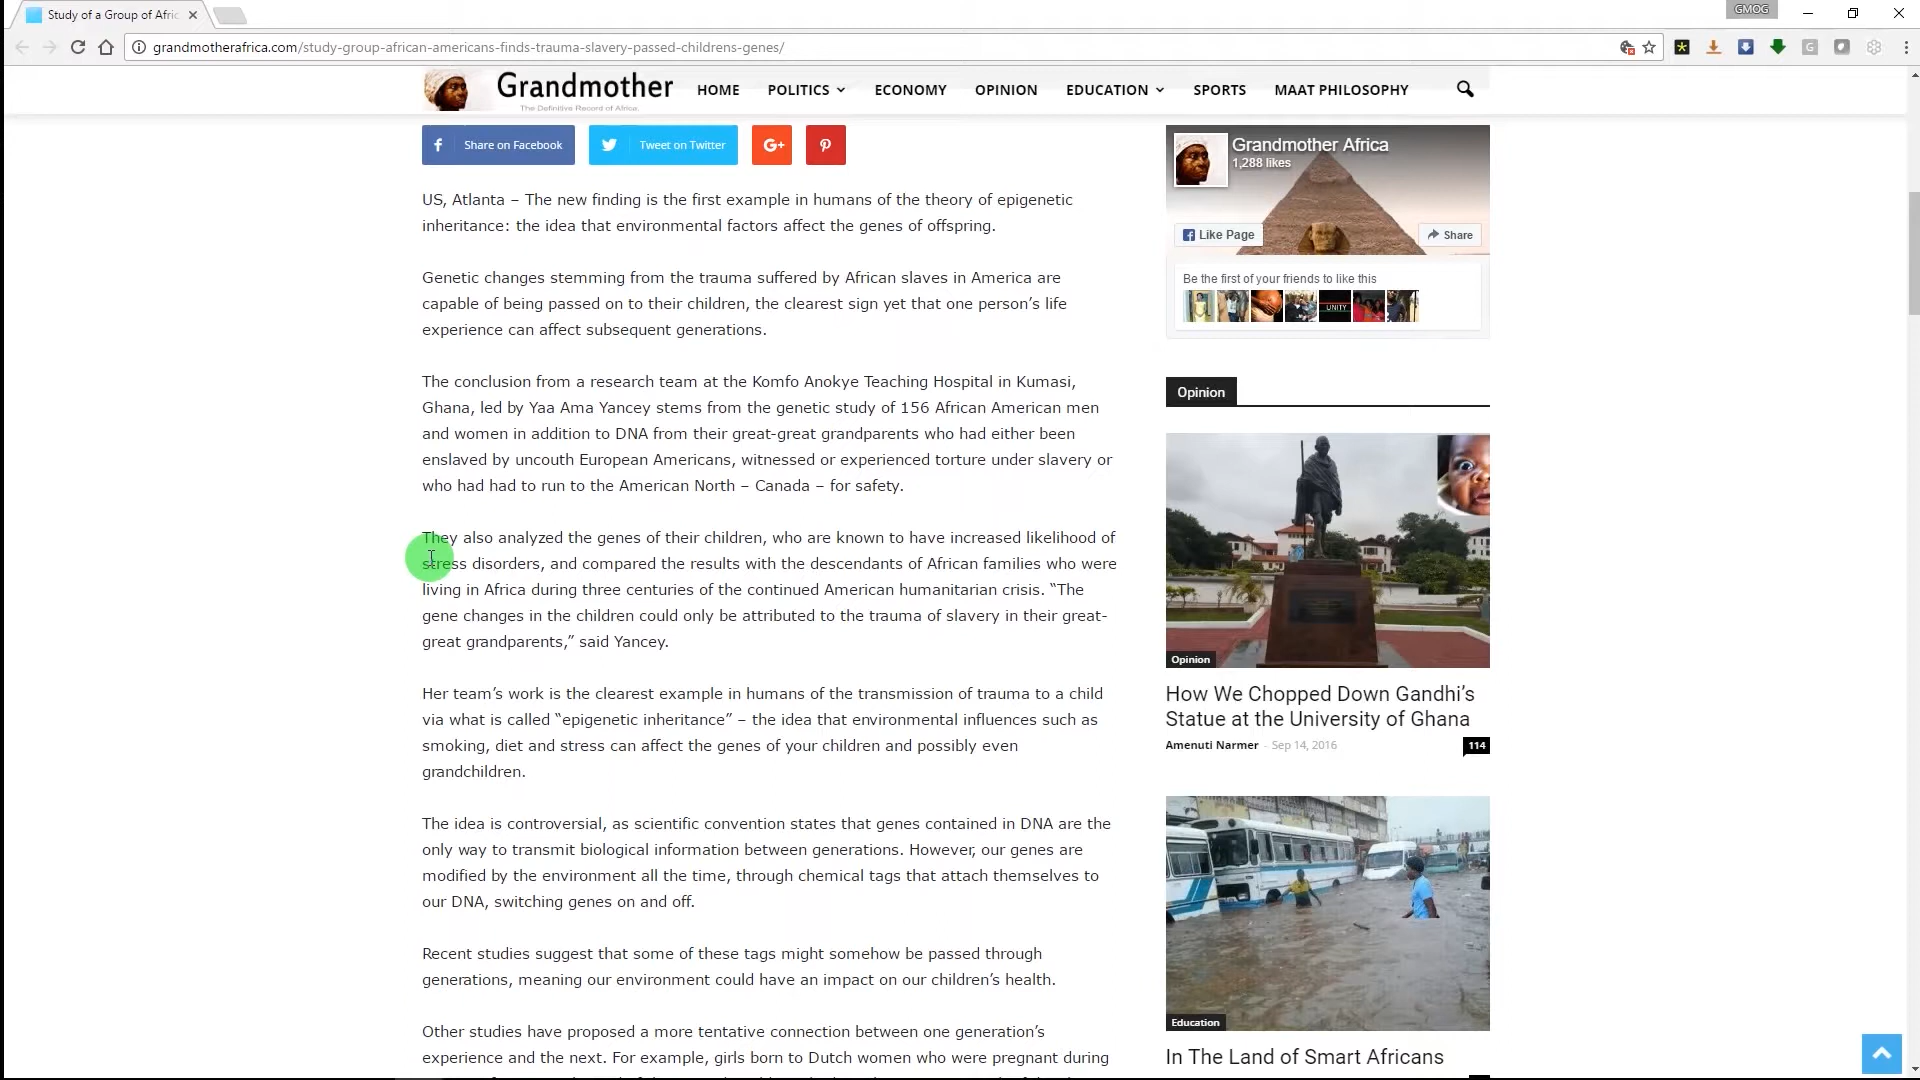 Study of a Group of Afric
GMOG
grandmotherafrica.com/study-group-african-americans-finds-trauma-slavery-passed-childrens-genes/
Grandmother
The Definitive Record of Africa.
HOME
POLITICS
ECONOMY
OPINION
EDUCATION
SPORTS
MAAT PHILOSOPHY
Share on Facebook
Tweet on Twitter
G+
US, Atlanta – The new finding is the first example in humans of the theory of epigenetic
inheritance: the idea that environmental factors affect the genes of offspring.
Genetic changes stemming from the trauma suffered by African slaves in America are
capable of being passed on to their children, the clearest sign yet that one person’s life
experience can affect subsequent generations.
The conclusion from a research team at the Komfo Anokye Teaching Hospital in Kumasi,
Ghana, led by Yaa Ama Yancey stems from the genetic study of 156 African American men
and women in addition to DNA from their great-great grandparents who had either been
enslaved by uncouth European Americans, witnessed or experienced torture under slavery or
who had had to run to the American North – Canada – for safety.
They also analyzed the genes of their children, who are known to have increased likelihood of
stress disorders, and compared the results with the descendants of African families who were
living in Africa during three centuries of the continued American humanitarian crisis. “The
gene changes in the children could only be attributed to the trauma of slavery in their great-
great grandparents,” said Yancey.
Her team’s work is the clearest example in humans of the transmission of trauma to a child
via what is called “epigenetic inheritance” – the idea that environmental influences such as
smoking, diet and stress can affect the genes of your children and possibly even
grandchildren.
The idea is controversial, as scientific convention states that genes contained in DNA are the
only way to transmit biological information between generations. However, our genes are
modified by the environment all the time, through chemical tags that attach themselves to
our DNA, switching genes on and off.
Recent studies suggest that some of these tags might somehow be passed through
generations, meaning our environment could have an impact on our children’s health.
Other studies have proposed a more tentative connection between one generation’s
experience and the next. For example, girls born to Dutch women who were pregnant during
Grandmother Africa
1,288 likes
Like Page
Share
Be the first of your friends to like this
UNITY
Opinion
Opinion
How We Chopped Down Gandhi’s
Statue at the University of Ghana
Amenuti Narmer - Sep 14, 2016
114
Education
In The Land of Smart Africans